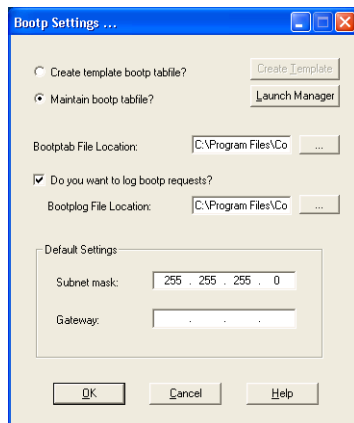 Bootp Settings ...
Create template bootp tabfile?
Create Template
Maintain bootp tabfile?
Launch Manager
Bootptab File Location:
C:\Program Files\Co
...
Do you want to log bootp requests?
Bootplog File Location:
C:\Program Files\Co
...
Default Settings
Subnet mask:
255 . 255 . 255 . 0
Gateway:
. . .
OK
Cancel
Help